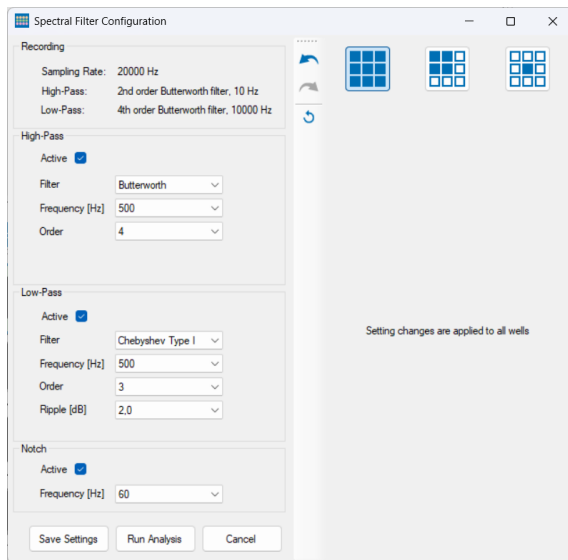 Spectral Filter Configuration
Recording
Sampling Rate: 20000 Hz
High-Pass: 2nd order Butterworth filter, 10 Hz
Low-Pass: 4th order Butterworth filter, 10000 Hz
High-Pass
Active
Filter Butterworth
Frequency [Hz] 500
Order 4
Low-Pass
Active
Filter Chebyshev Type I
Frequency [Hz] 500
Order 3
Ripple [dB] 2,0
Setting changes are applied to all wells
Notch
Active
Frequency [Hz] 60
Save Settings Run Analysis Cancel